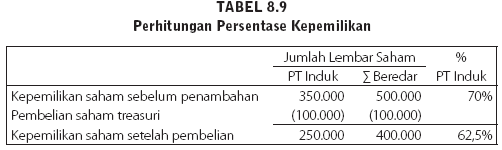 TABEL 8.9
Perhitungan Persentase Kepemilikan
Jumlah Lembar Saham %
PT Induk ∑ Beredar PT Induk
Kepemilikan saham sebelum penambahan 350.000 500.000 70%
Pembelian saham treasuri (100.000) (100.000)
Kepemilikan saham setelah pembelian 250.000 400.000 62,5%